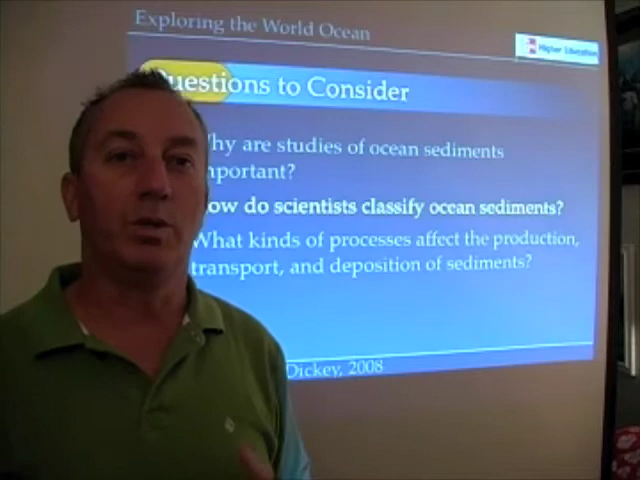 Exploring the World Ocean
Higher Education
Questions to Consider
hy are studies of ocean sediments
mportant?
ow do scientists classify ocean sediments?
What kinds of processes affect the production,
transport, and deposition of sediments?
Dickey, 2008